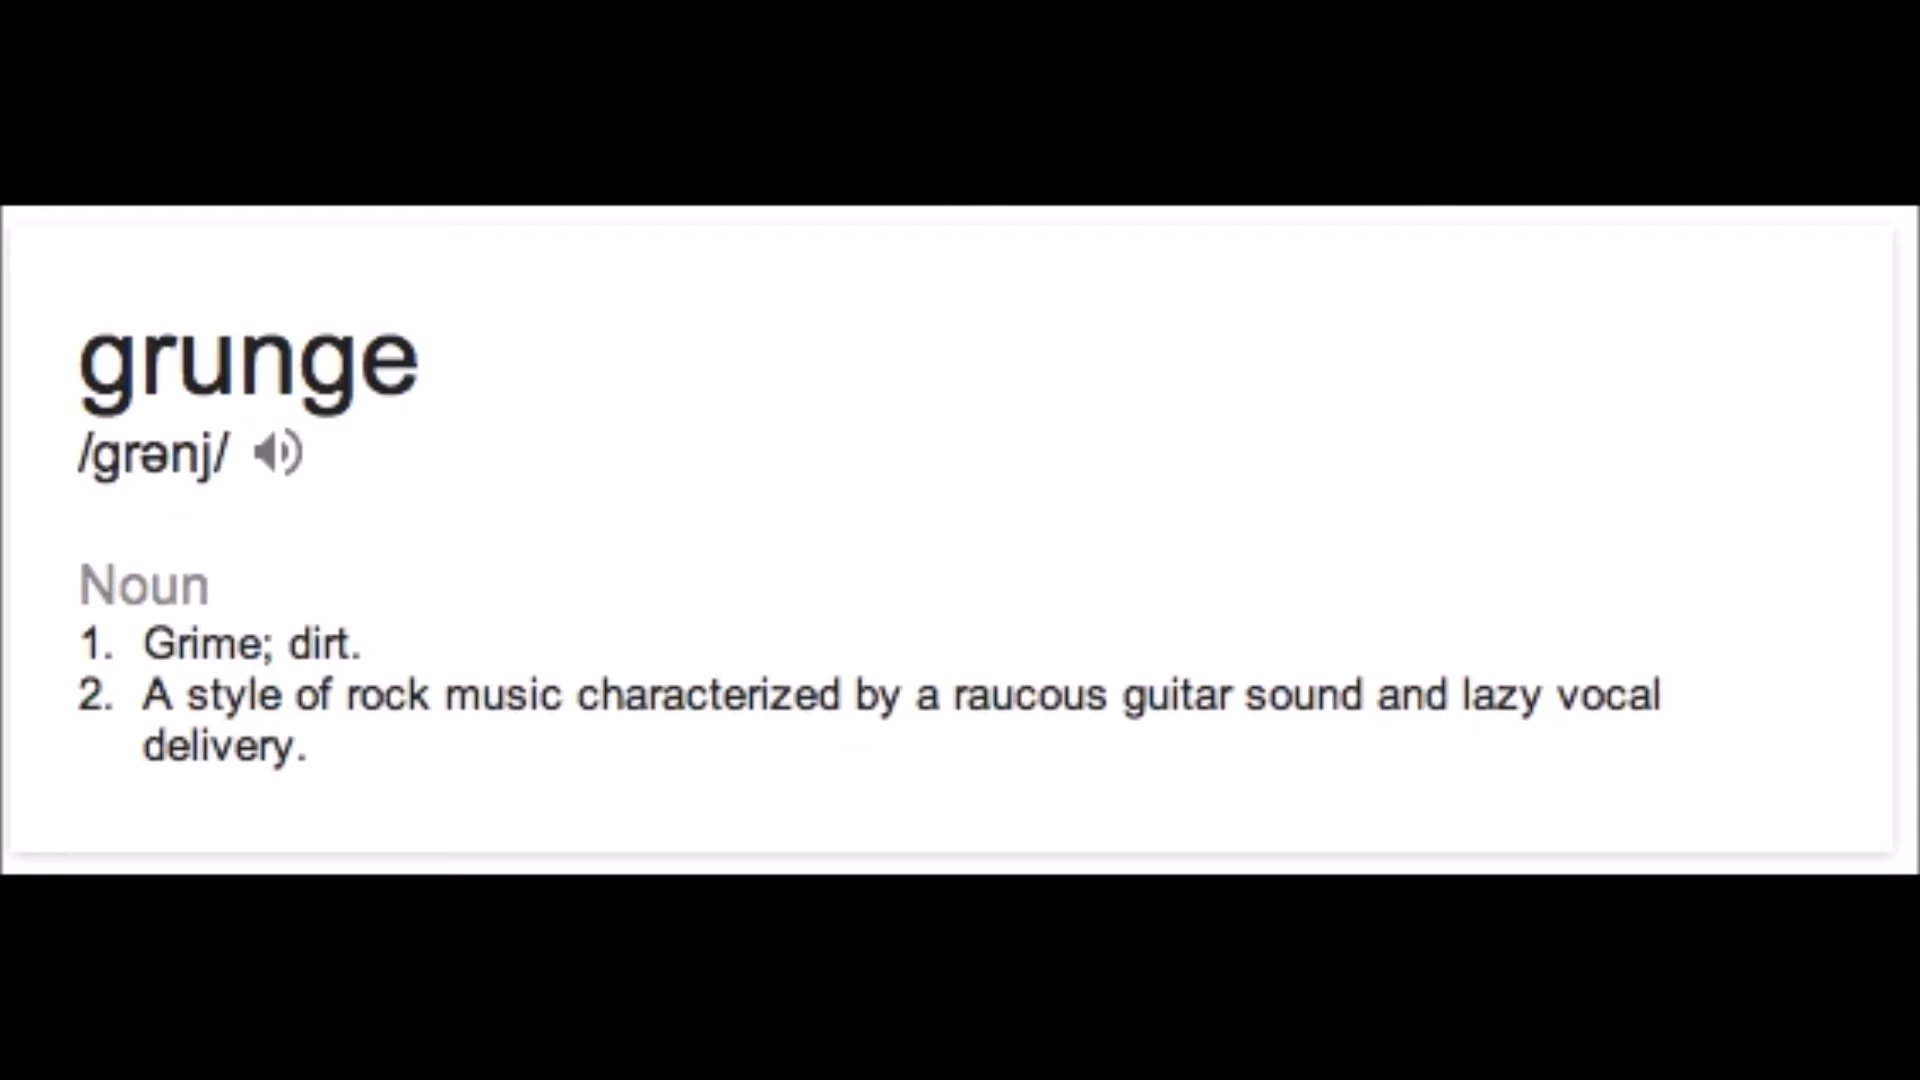 grunge
/grənj/
Noun
1. Grime; dirt.
2. A style of rock music characterized by a raucous guitar sound and lazy vocal
delivery.